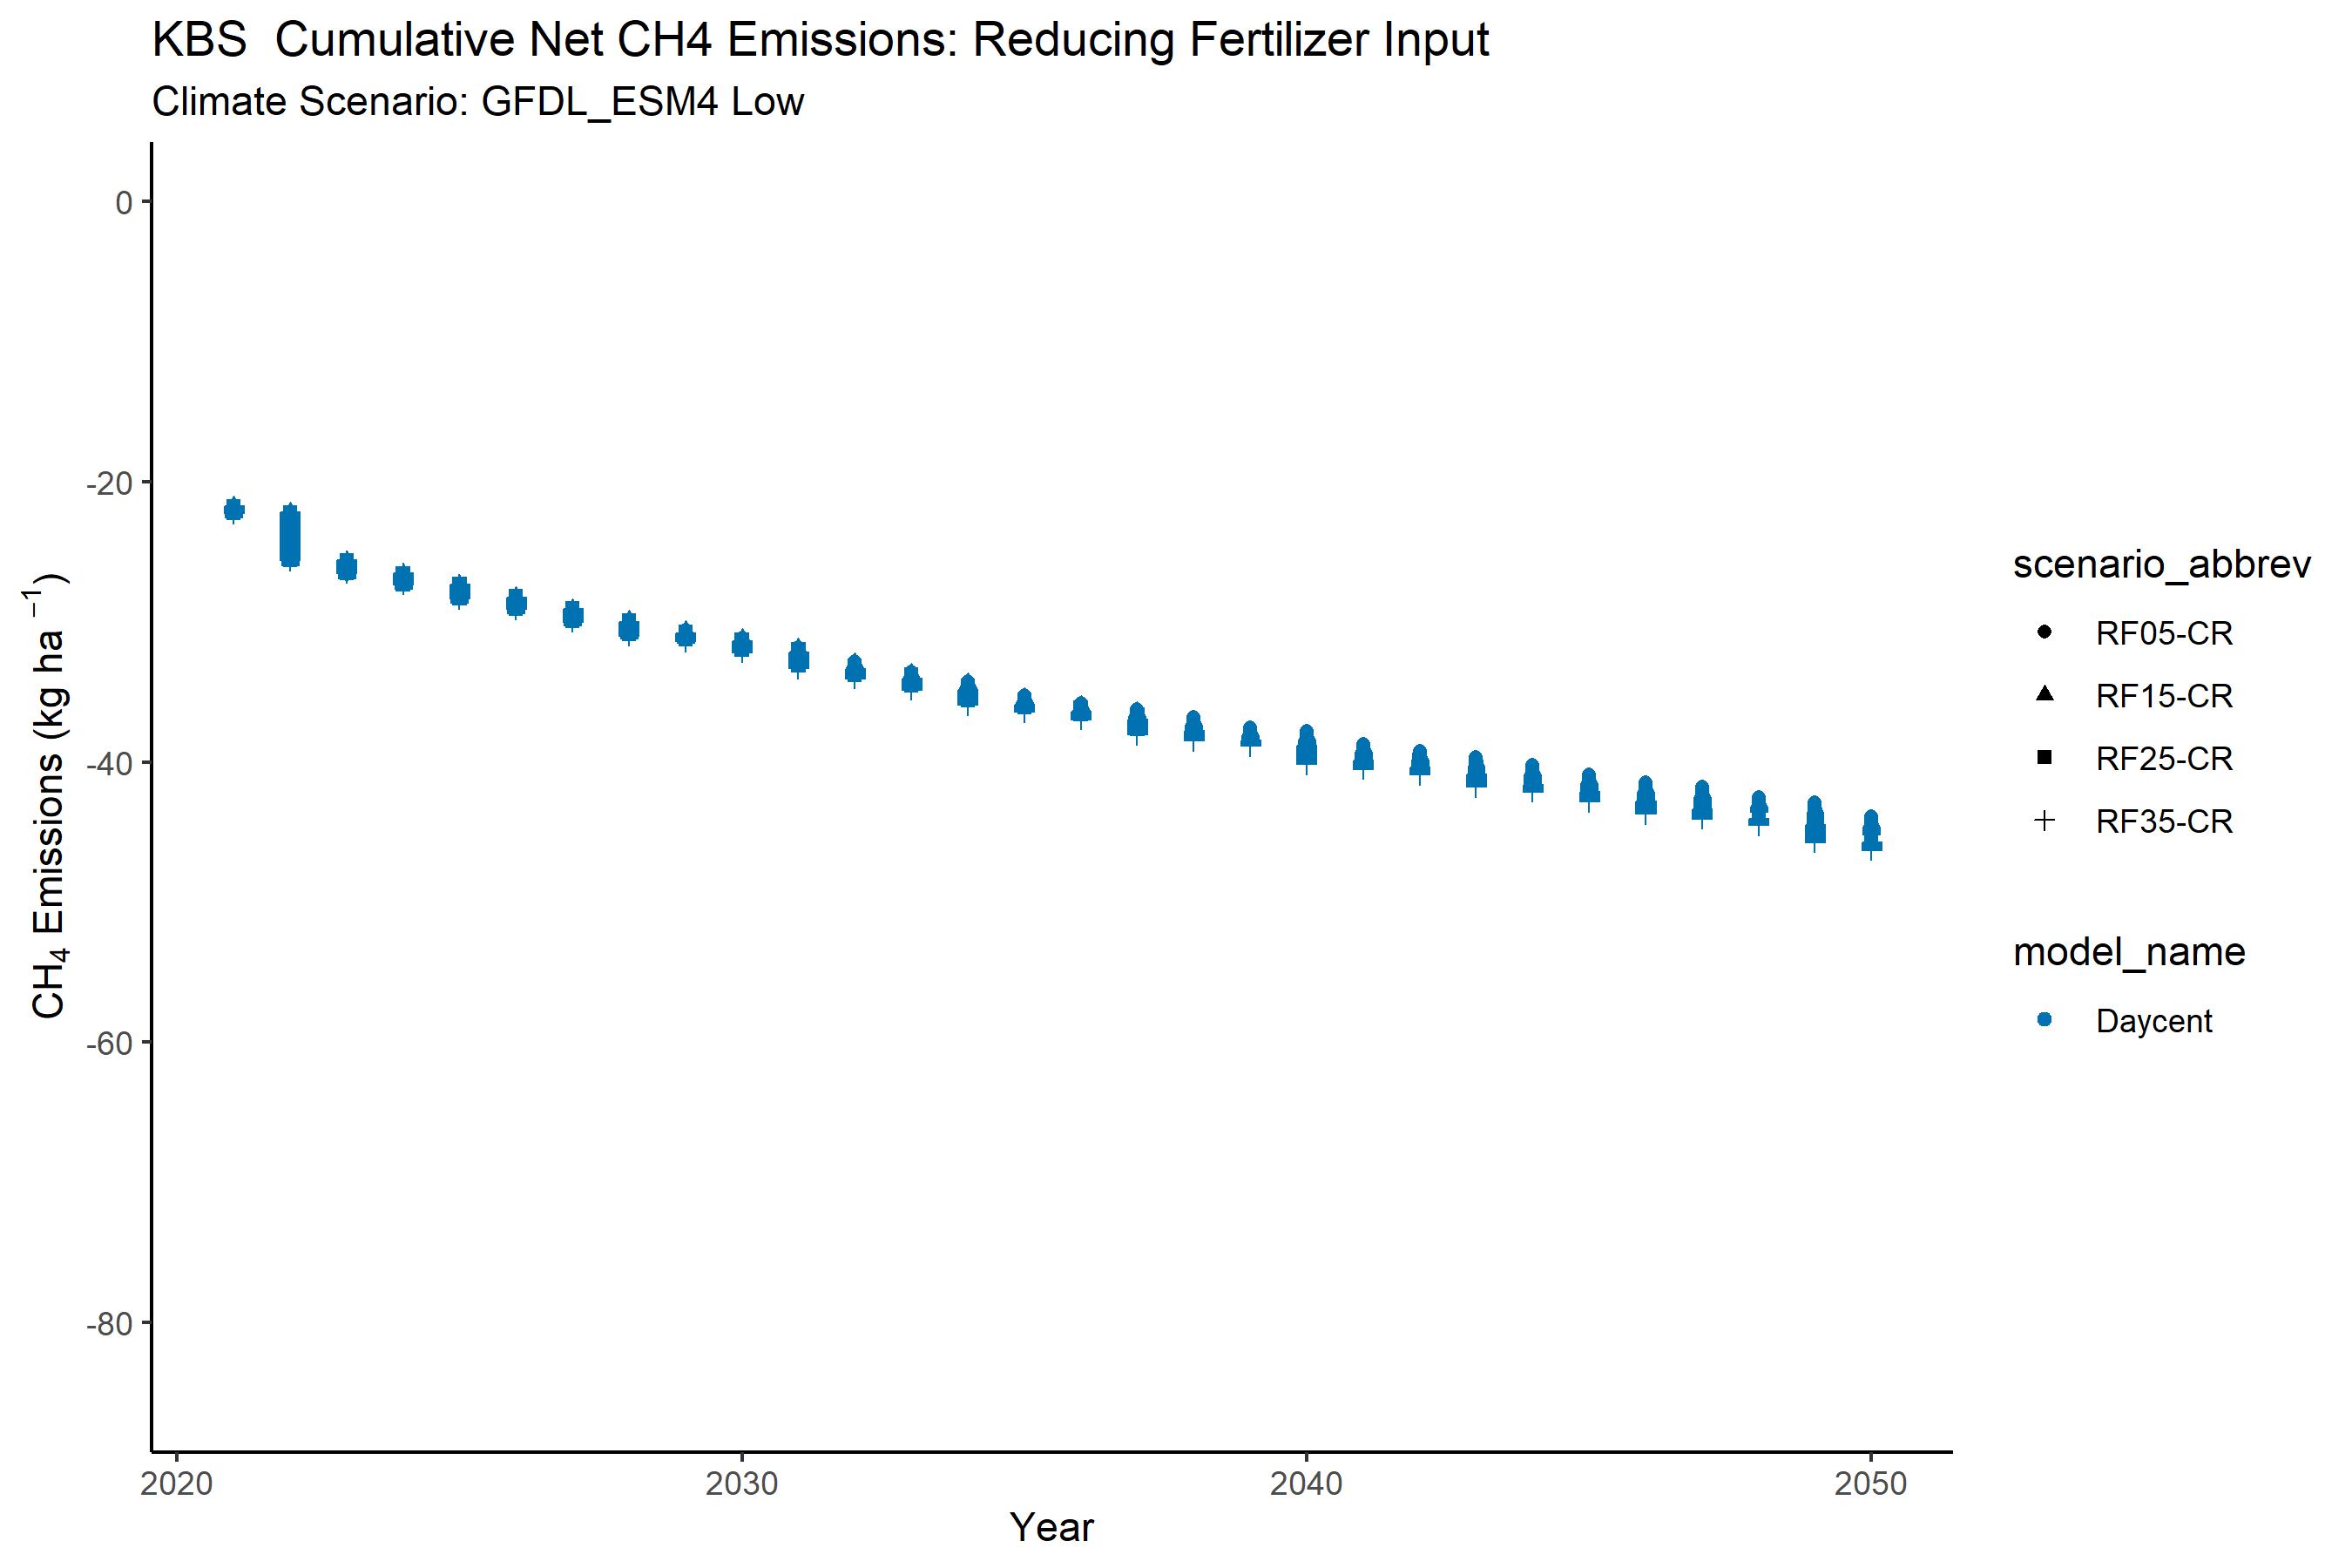 KBS  Cumulative Net CH4 Emissions: Reducing Fertilizer Input
Climate Scenario: GFDL_ESM4 Low
CH₄ Emissions (kg ha ⁻¹)
0
-20
-40
-60
-80
2020
2030
2040
2050
Year
scenario_abbrev
RF05-CR
RF15-CR
RF25-CR
RF35-CR
model_name
Daycent